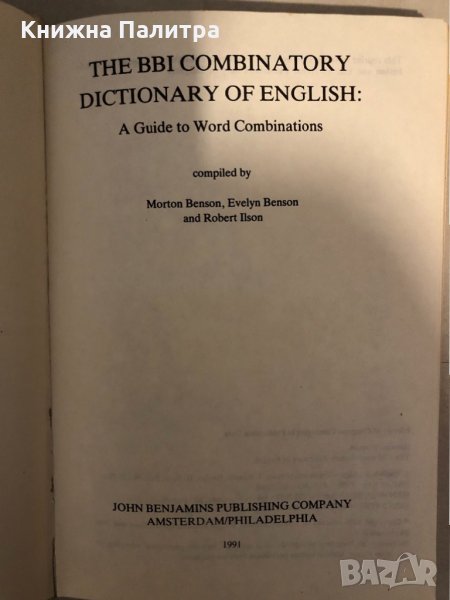 Книжна Палитра
THE BBI COMBINATORY
DICTIONARY OF ENGLISH:
A Guide to Word Combinations
compiled by
Morton Benson, Evelyn Benson
and Robert Ilson
JOHN BENJAMINS PUBLISHING COMPANY
AMSTERDAM/PHILADELPHIA
1991
BAZAR